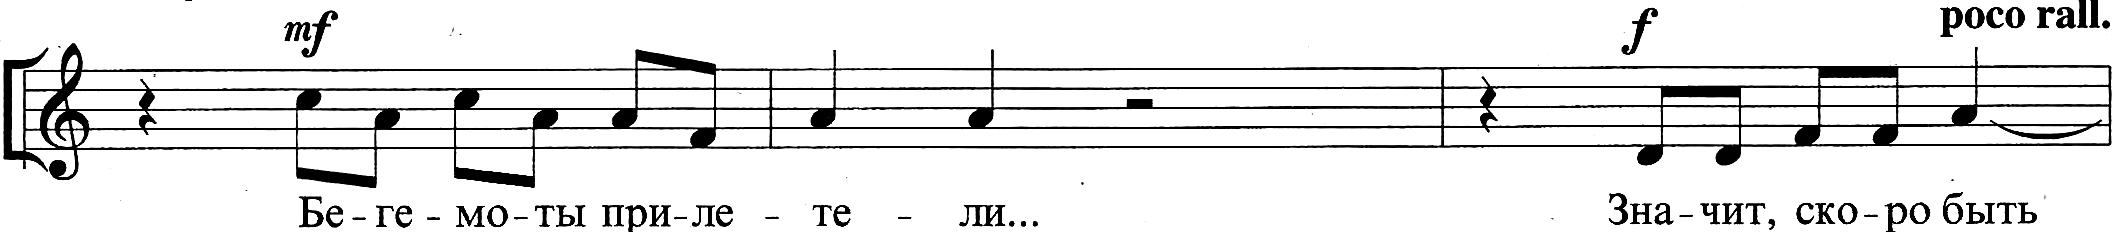 mf f poco rall.
Бе-ге-мо-ты при-ле-те-ли... Зна-чит, ско-ро быть